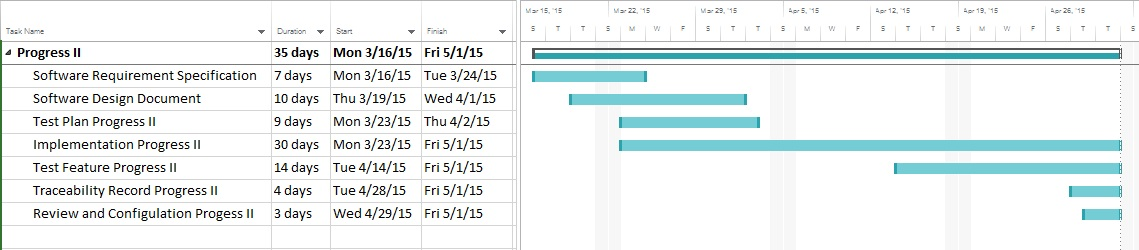 Mar 15, '15 Mar 22, '15 Mar 29, '15 Apr 5, '15 Apr 12, '15 Apr 19, '15 Apr 26, '15
Task Name Duration Start Finish S T T S M W F S T T S M W F S T T S M W F S T T S
Progress II 35 days Mon 3/16/15 Fri 5/1/15
Software Requirement Specification 7 days Mon 3/16/15 Tue 3/24/15
Software Design Document 10 days Thu 3/19/15 Wed 4/1/15
Test Plan Progress II 9 days Mon 3/23/15 Thu 4/2/15
Implementation Progress II 30 days Mon 3/23/15 Fri 5/1/15
Test Feature Progress II 14 days Tue 4/14/15 Fri 5/1/15
Traceability Record Progress II 4 days Tue 4/28/15 Fri 5/1/15
Review and Configulation Progess II 3 days Wed 4/29/15 Fri 5/1/15